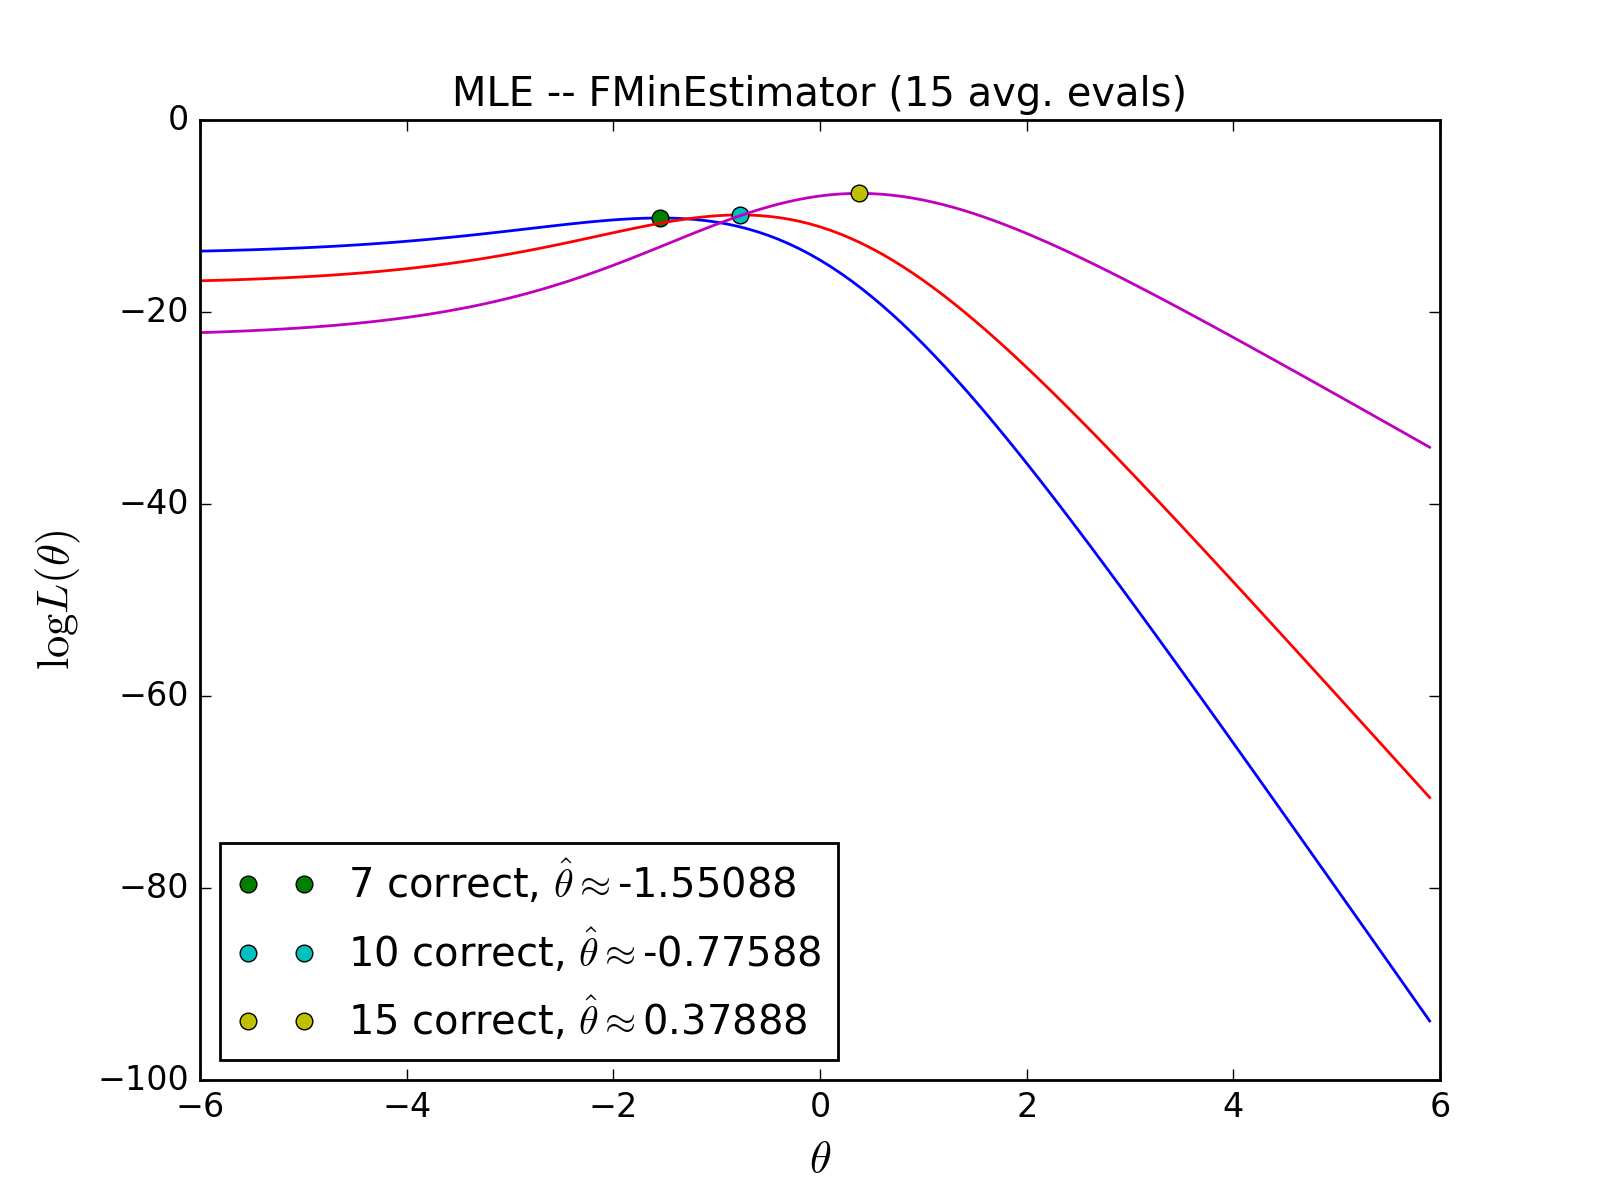 MLE -- FMinEstimator (15 avg. evals)
0
−20
−40
−60
−80
−100
log L(θ)
7 correct, θ̂ ≈ -1.55088
10 correct, θ̂ ≈ -0.77588
15 correct, θ̂ ≈ 0.37888
−6 −4 −2 0 2 4 6
θ